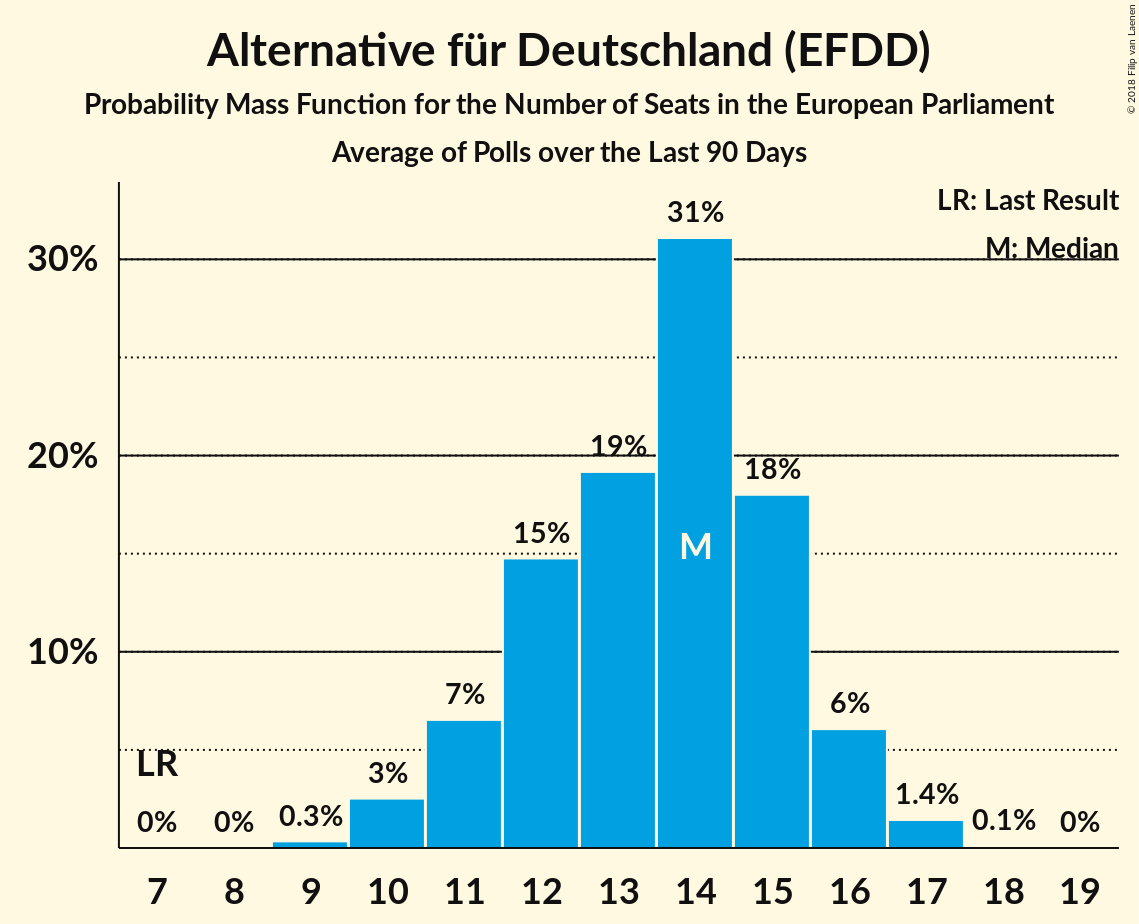 Alternative für Deutschland (EFDD)
Probability Mass Function for the Number of Seats in the European Parliament
Average of Polls over the Last 90 Days
© 2018 Filip van Laenen
LR: Last Result
M: Median
30%
20%
10%
LR
0%
0%
0.3%
3%
7%
15%
19%
31%
M
18%
6%
1.4%
0.1%
0%
7 8 9 10 11 12 13 14 15 16 17 18 19